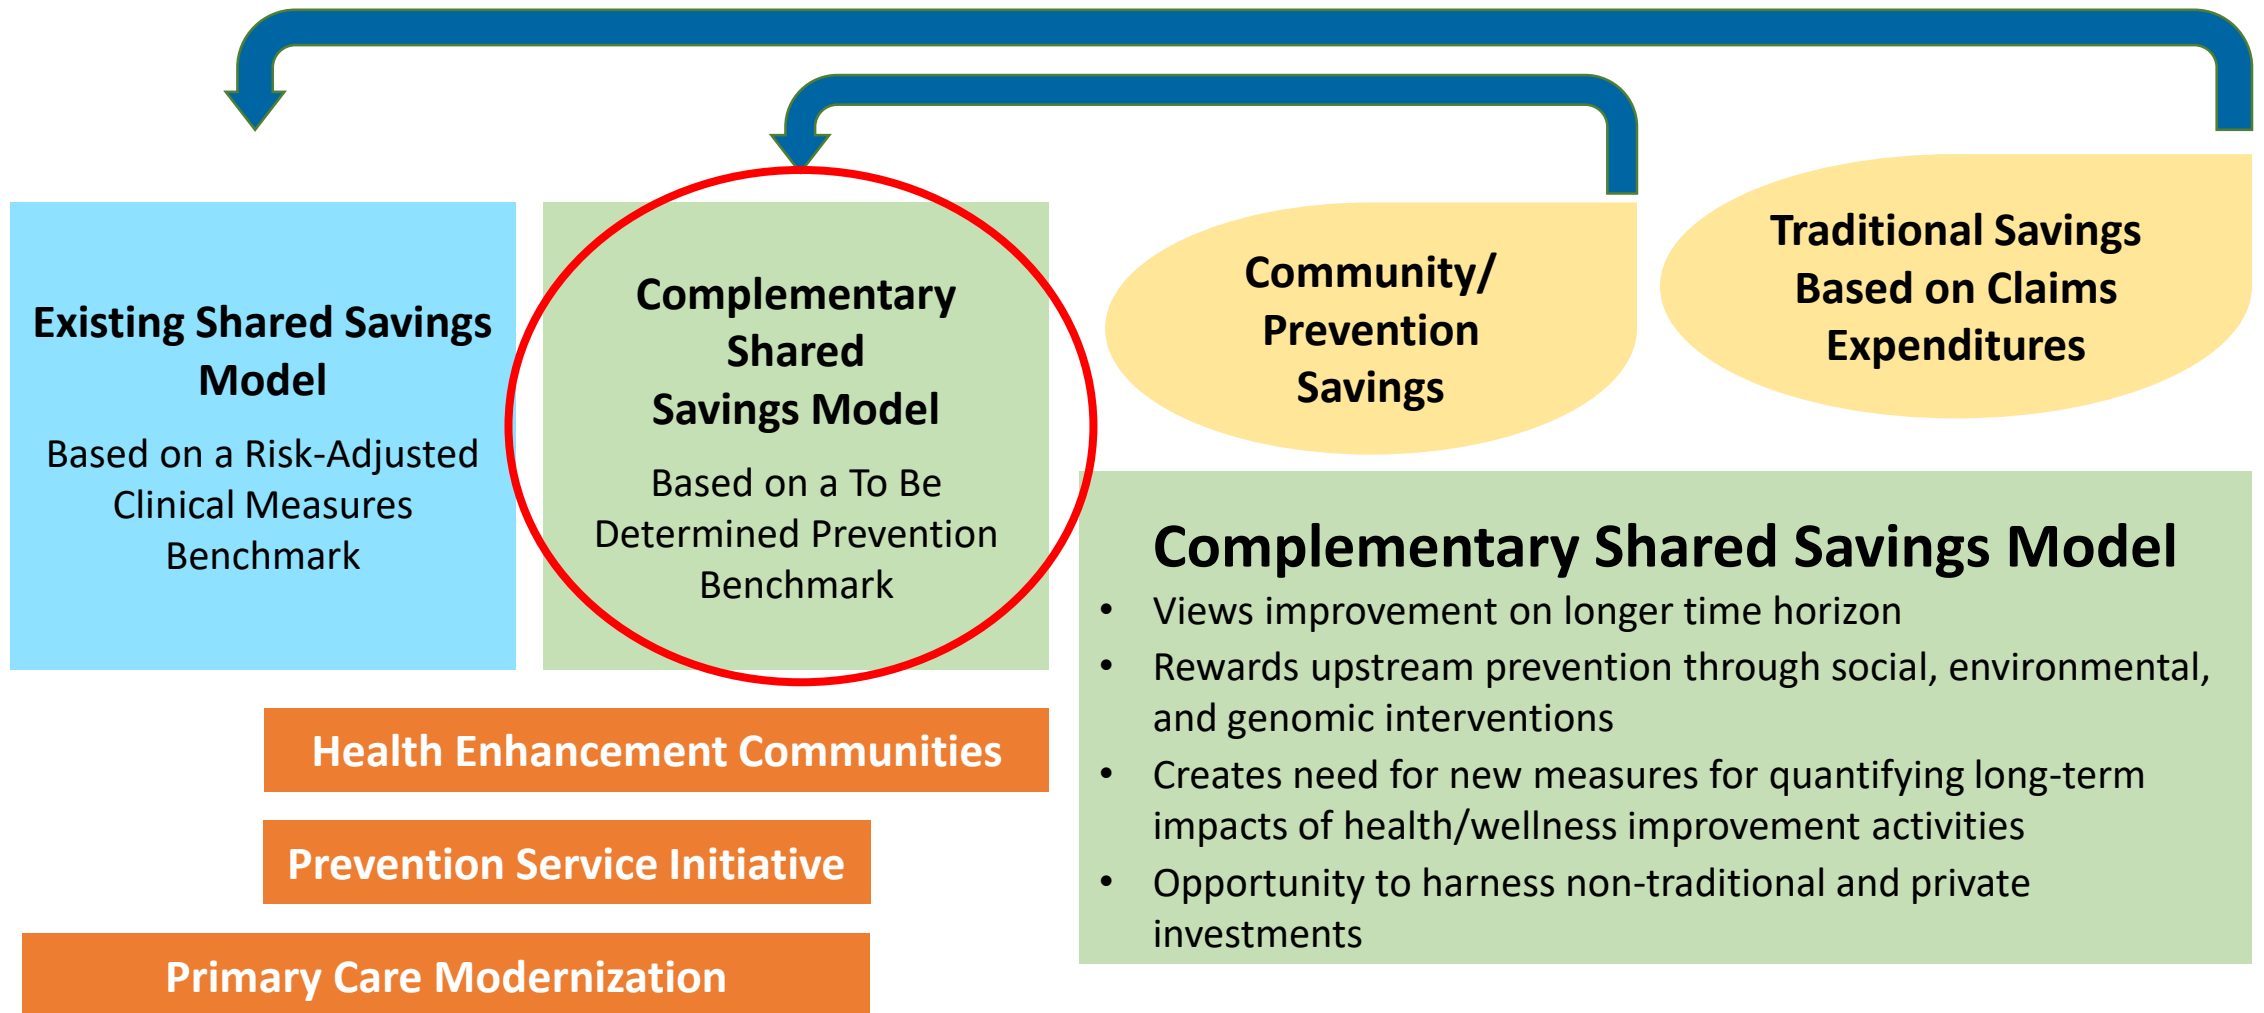 Existing Shared Savings
Model
Based on a Risk-Adjusted
Clinical Measures
Benchmark
Complementary
Shared
Savings Model
Based on a To Be
Determined Prevention
Benchmark
Community/
Prevention
Savings
Traditional Savings
Based on Claims
Expenditures
Complementary Shared Savings Model
• Views improvement on longer time horizon
• Rewards upstream prevention through social, environmental,
and genomic interventions
• Creates need for new measures for quantifying long-term
impacts of health/wellness improvement activities
• Opportunity to harness non-traditional and private
investments
Health Enhancement Communities
Prevention Service Initiative
Primary Care Modernization